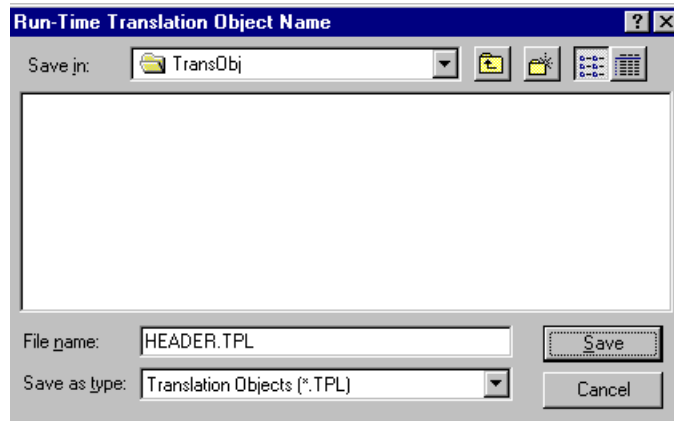 Run-Time Translation Object Name
Save in: TransObj
File name: HEADER.TPL Save
Save as type: Translation Objects (*.TPL) Cancel